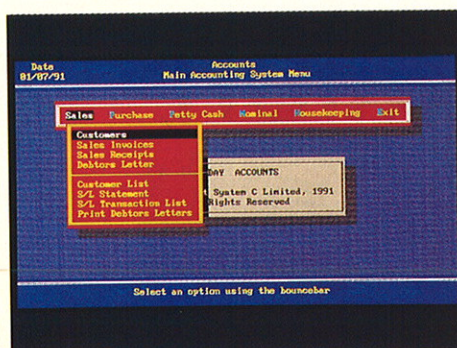 Date
01/07/91
Accounts
Main Accounting System Menu
Sales Purchase Petty Cash Nominal Housekeeping Exit
Customers
Sales Invoices
Sales Receipts
Debtors Letter
Customer List
S/L Statement
S/L Transaction List
Print Debtors Letters
DAY ACCOUNTS
t System C Limited, 1991
Rights Reserved
Select an option using the bouncebar